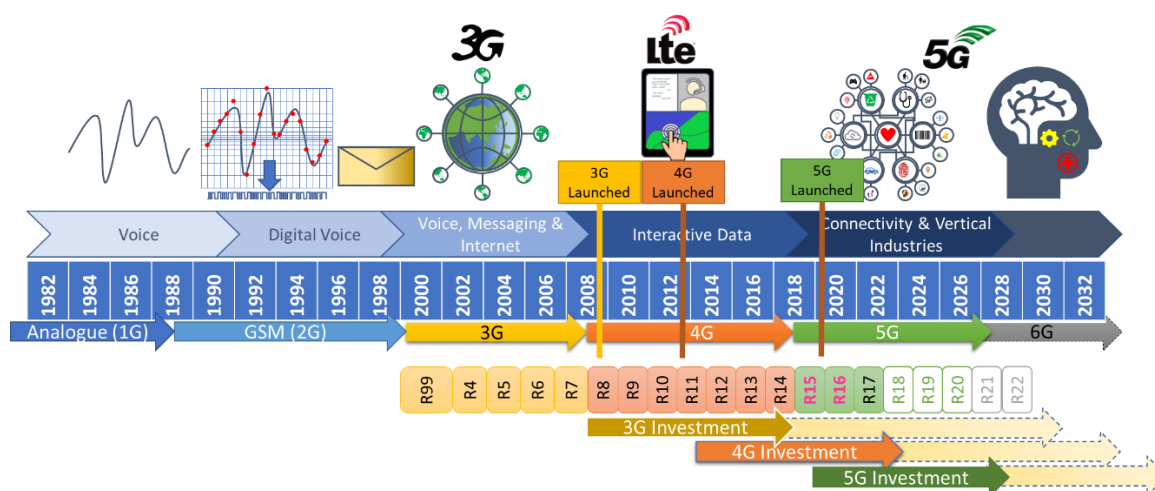 3G
LTE
5G
3G
Launched
4G
Launched
5G
Launched
Voice
Digital Voice
Voice, Messaging &
Internet
Interactive Data
Connectivity & Vertical
Industries
1982
1984
1986
1988
1990
1992
1994
1996
1998
2000
2002
2004
2006
2008
2010
2012
2014
2016
2018
2020
2022
2024
2026
2028
2030
2032
Analogue (1G)
GSM (2G)
3G
4G
5G
6G
R99
R4
R5
R6
R7
R8
R9
R10
R11
R12
R13
R14
R15
R16
R17
R18
R19
R20
R21
R22
3G Investment
4G Investment
5G Investment